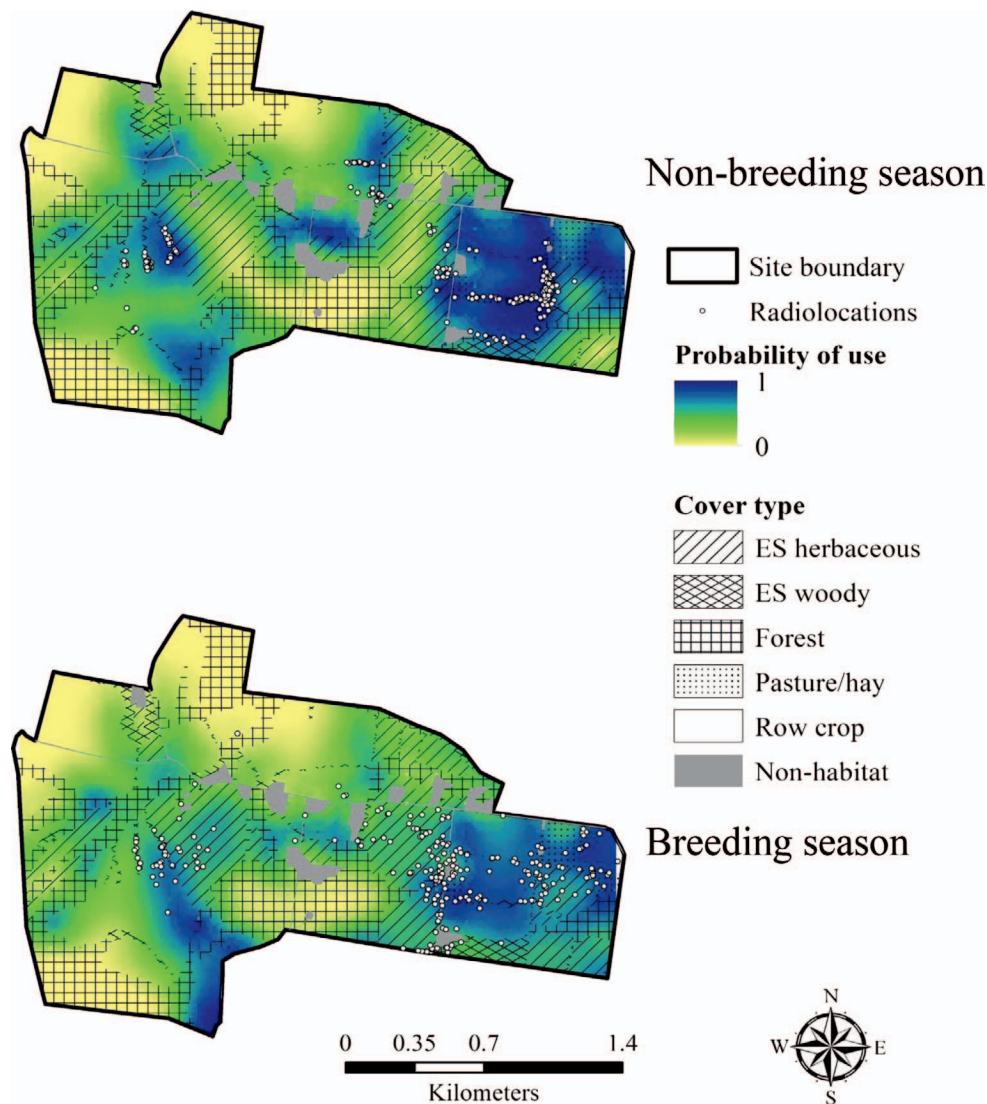 Non-breeding season
Site boundary
Radiolocations
Probability of use
1
0
Cover type
ES herbaceous
ES woody
Forest
Pasture/hay
Row crop
Non-habitat
Breeding season
0 0.35 0.7 1.4
Kilometers
N
W E
S